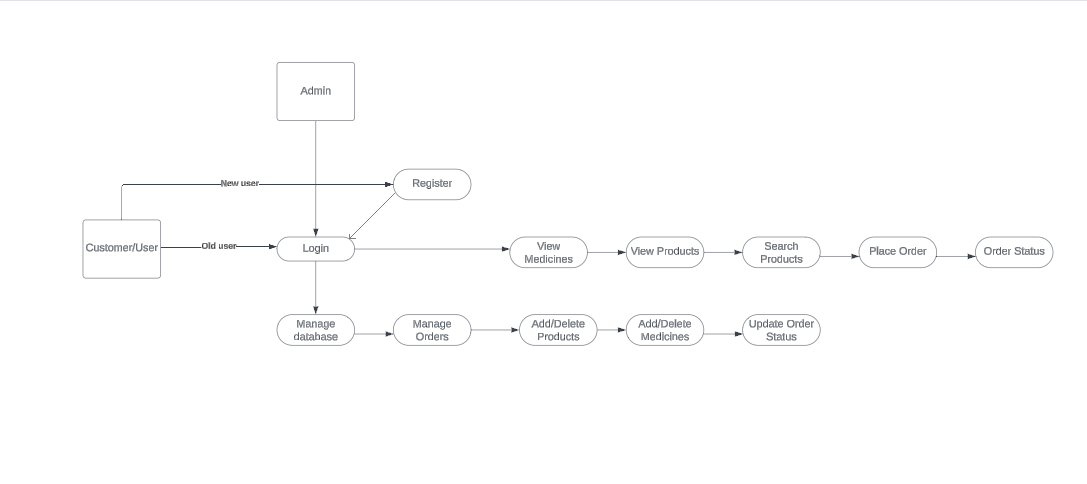 Admin
New user
Register
Customer/User
Old user
Login
View
Medicines
View Products
Search
Products
Place Order
Order Status
Manage
database
Manage
Orders
Add/Delete
Products
Add/Delete
Medicines
Update Order
Status